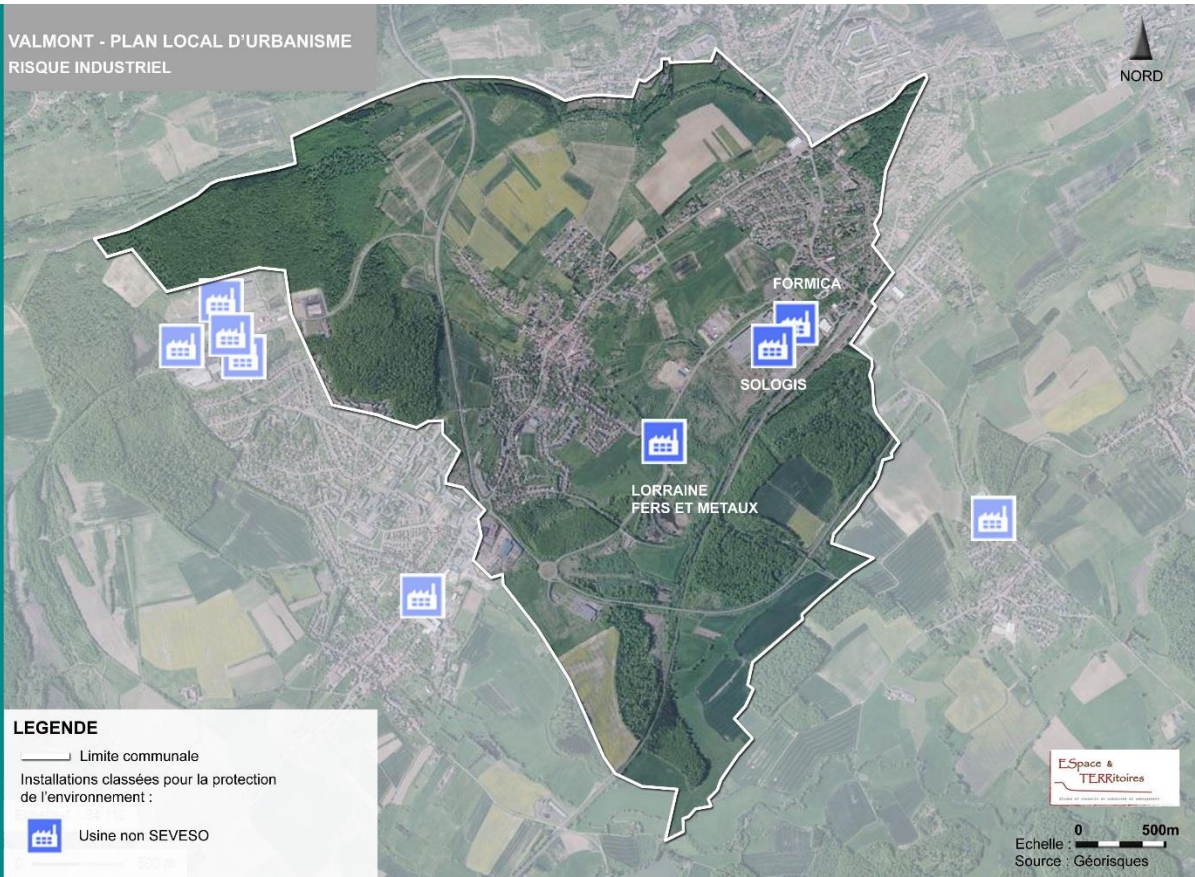 VALMONT - PLAN LOCAL D'URBANISME
RISQUE INDUSTRIEL
NORD
FORMICA
SOLOGIS
LORRAINE
FERS ET METAUX
LEGENDE
Limite communale
Installations classées pour la protection
de l'environnement :
Usine non SEVESO
ESpace &
TERRitoires
0 500m
Echelle :
Source : Géorisques